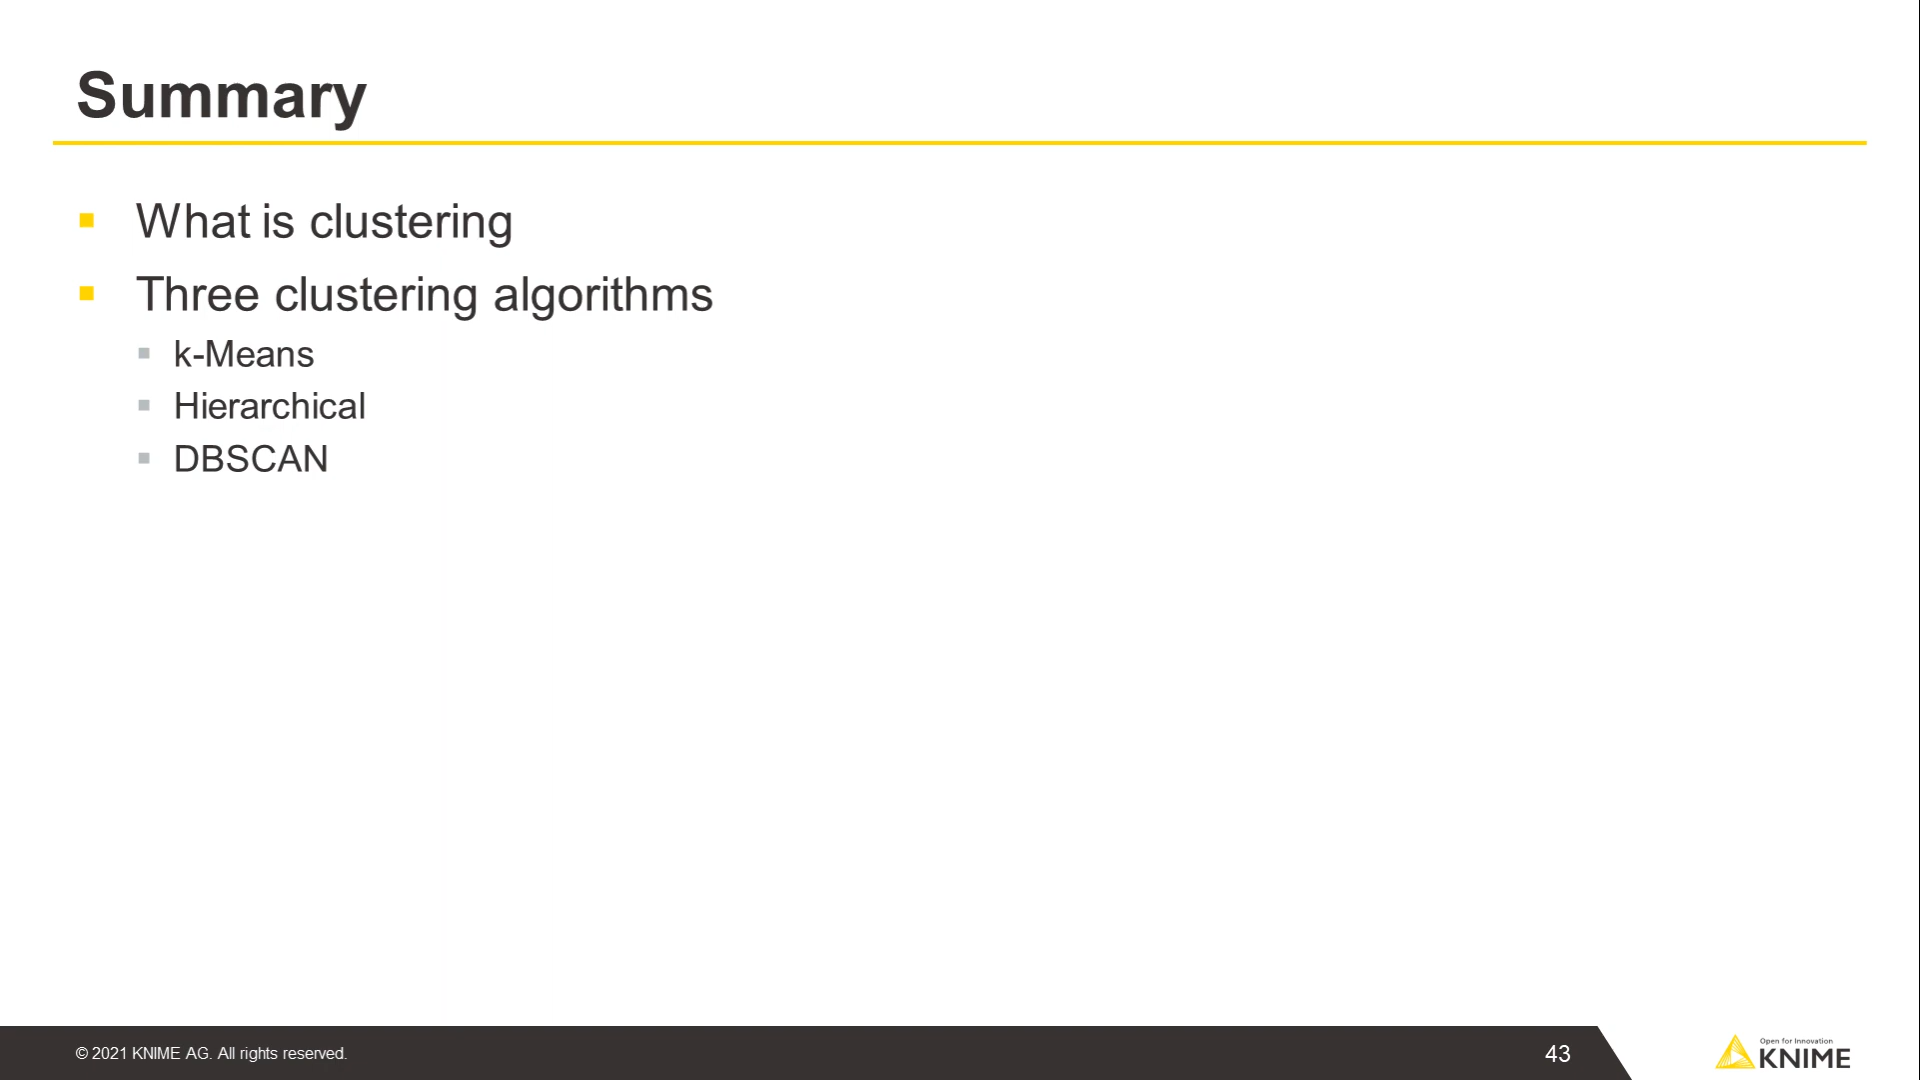 Summary
What is clustering
Three clustering algorithms
k-Means
Hierarchical
DBSCAN
© 2021 KNIME AG. All rights reserved.
43
Open for Innovation
KNIME